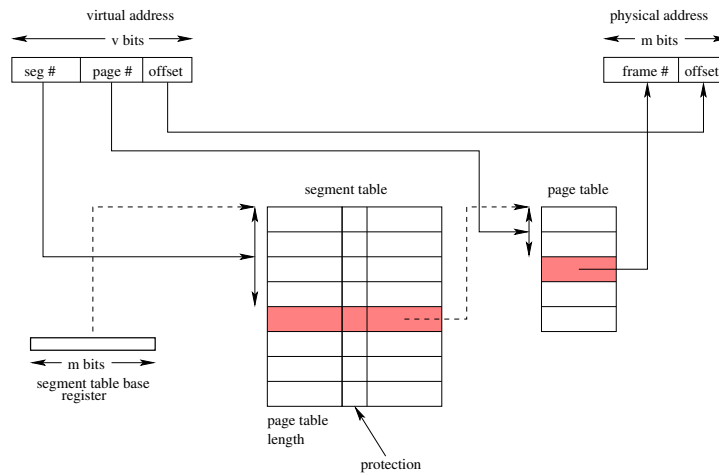 virtual address
physical address
v bits
m bits
seg #
page #
offset
frame #
offset
segment table
page table
m bits
segment table base
register
page table
length
protection